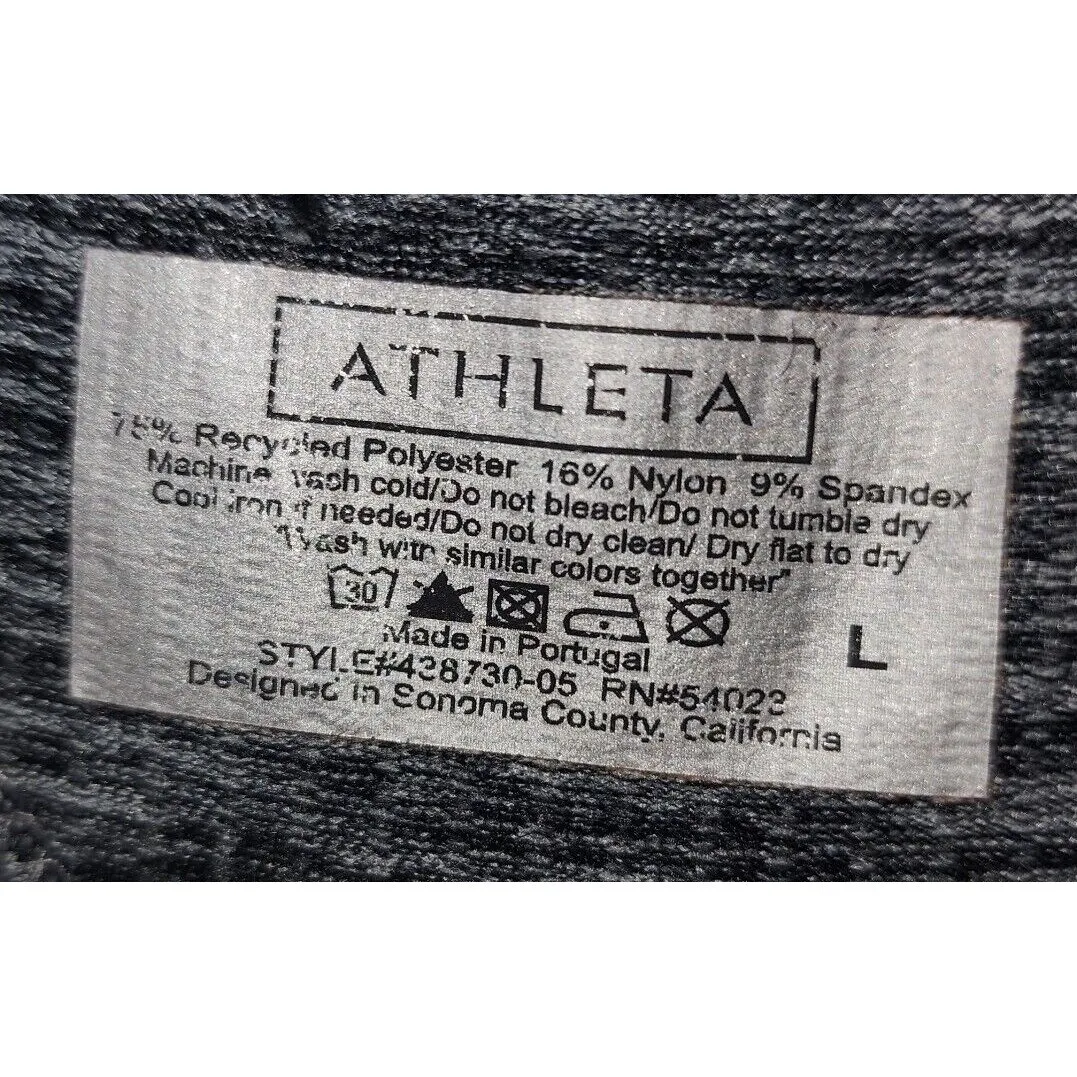 ATHLETA
75% Recycled Polyester 16% Nylon 9% Spandex
Machine wash cold/Do not bleach/Do not tumble dry
Cool iron if needed/Do not dry clean/ Dry flat to dry
"Wash with similar colors together"
30
Made in Portugal
L
STYLE#428730-05 RN#54023
Designed in Sonoma County, California